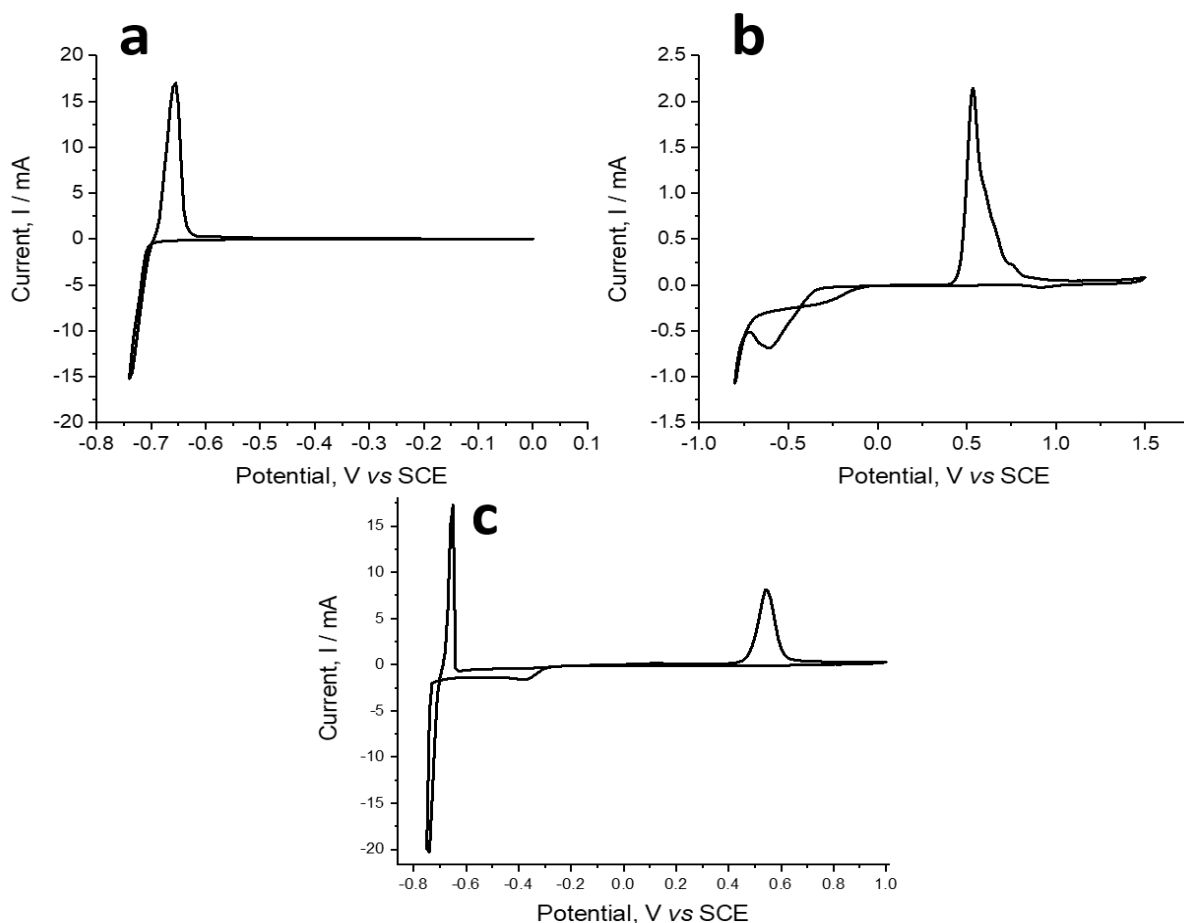 a
20
15
10
5
0
-5
-10
-15
-20
-0.8 -0.7 -0.6 -0.5 -0.4 -0.3 -0.2 -0.1 0.0 0.1
Current, I / mA
Potential, V vs SCE
b
2.5
2.0
1.5
1.0
0.5
0.0
-0.5
-1.0
-1.5
-1.0 -0.5 0.0 0.5 1.0 1.5
Current, I / mA
Potential, V vs SCE
c
15
10
5
0
-5
-10
-15
-20
-0.8 -0.6 -0.4 -0.2 0.0 0.2 0.4 0.6 0.8 1.0
Current, I / mA
Potential, V vs SCE